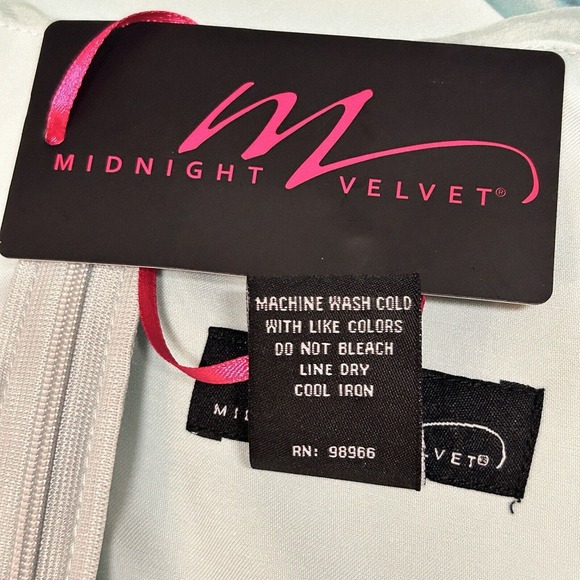 MIDNIGHT VELVET®
MACHINE WASH COLD
WITH LIKE COLORS
DO NOT BLEACH
LINE DRY
COOL IRON
RN: 98966